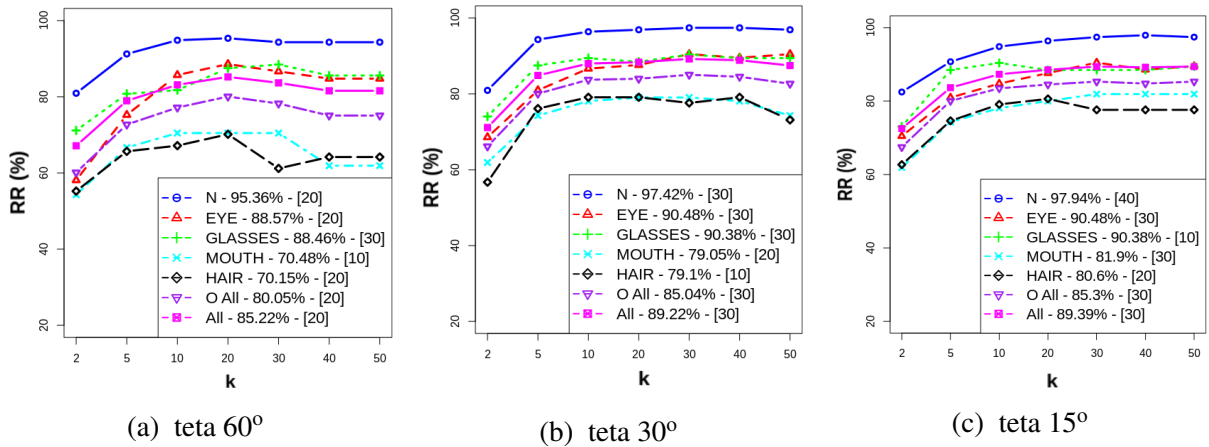 RR (%)
100
80
60
40
20
N - 95.36% - [20]
EYE - 88.57% - [20]
GLASSES - 88.46% - [30]
MOUTH - 70.48% - [10]
HAIR - 70.15% - [20]
O All - 80.05% - [20]
All - 85.22% - [20]
2 5 10 20 30 40 50
k
(a) teta 60º
RR (%)
100
80
60
40
20
N - 97.42% - [30]
EYE - 90.48% - [30]
GLASSES - 90.38% - [30]
MOUTH - 79.05% - [20]
HAIR - 79.1% - [10]
O All - 85.04% - [30]
All - 89.22% - [30]
2 5 10 20 30 40 50
k
(b) teta 30º
RR (%)
100
80
60
40
20
N - 97.94% - [40]
EYE - 90.48% - [30]
GLASSES - 90.38% - [10]
MOUTH - 81.9% - [30]
HAIR - 80.6% - [20]
O All - 85.3% - [30]
All - 89.39% - [30]
2 5 10 20 30 40 50
k
(c) teta 15º